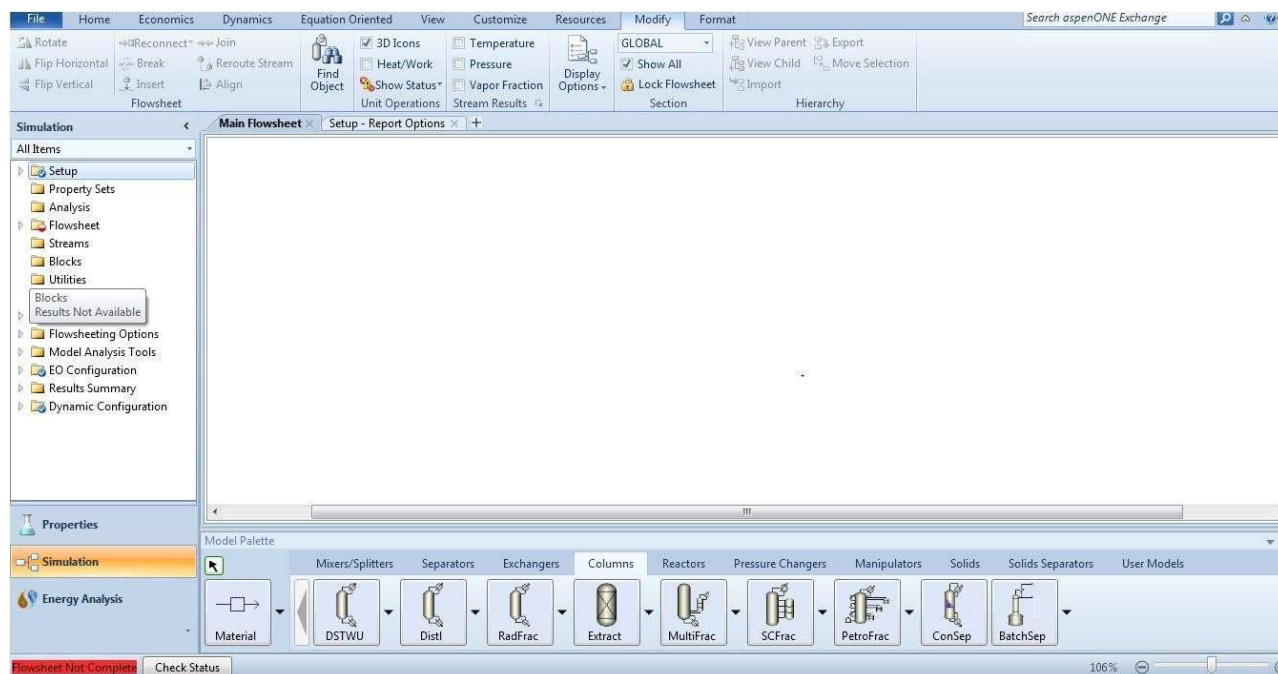 File Home Economics Dynamics Equation Oriented View Customize Resources Modify Format Search aspenONE Exchange
Rotate Reconnect Join 3D Icons Temperature GLOBAL View Parent Export
Flip Horizontal Break Reroute Stream Heat/Work Pressure Show All View Child Move Selection
Flip Vertical Insert Align Find Object Show Status Vapor Fraction Display Options Lock Flowsheet Import
Flowsheet Unit Operations Stream Results Section Hierarchy
Simulation < Main Flowsheet × Setup - Report Options × +
All Items
Setup
Property Sets
Analysis
Flowsheet
Streams
Blocks
Utilities
Blocks
Results Not Available
Flowsheeting Options
Model Analysis Tools
EO Configuration
Results Summary
Dynamic Configuration
Properties
Simulation
Energy Analysis
Model Palette
Mixers/Splitters Separators Exchangers Columns Reactors Pressure Changers Manipulators Solids Solids Separators User Models
Material DSTWU Distl RadFrac Extract MultiFrac SCFrac PetroFrac ConSep BatchSep
Flowsheet Not Complete Check Status 106%